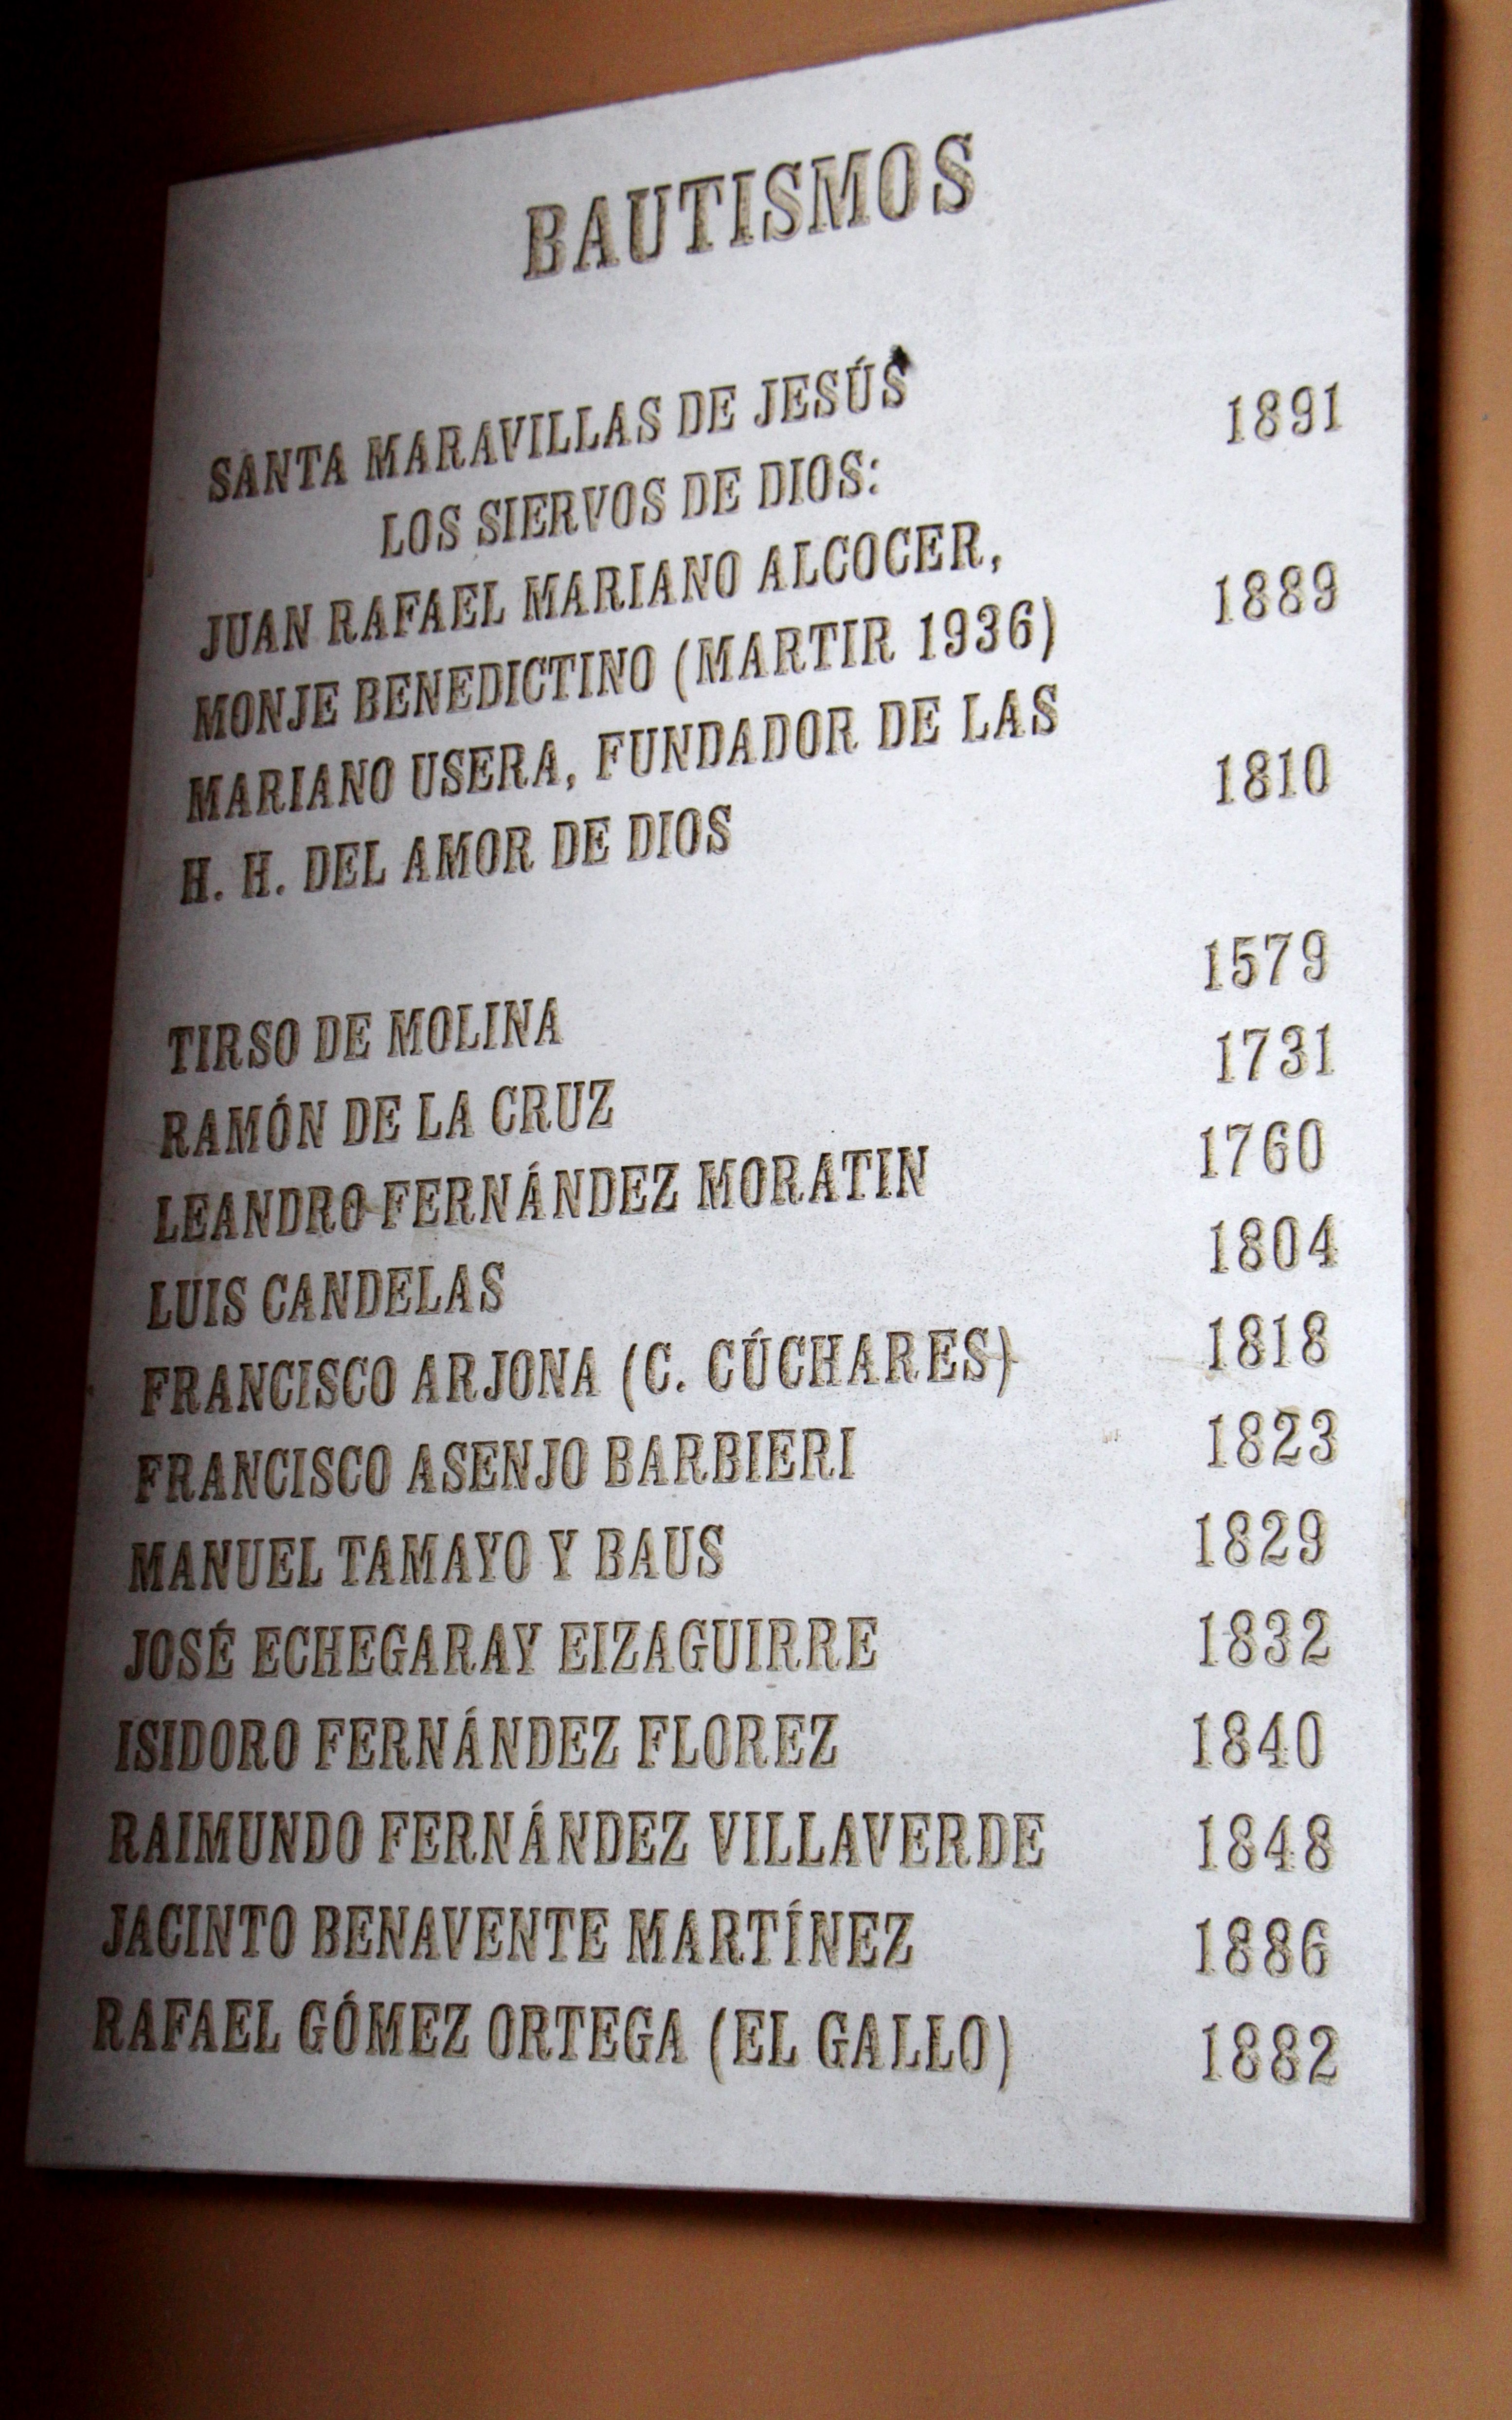 BAUTISMOS
SANTA MARAVILLAS DE JESÚS 1891
LOS SIERVOS DE DIOS:
JUAN RAFAEL MARIANO ALCOCER, 1889
MONJE BENEDICTINO (MARTIR 1936)
MARIANO USERA, FUNDADOR DE LAS 1810
H. H. DEL AMOR DE DIOS
TIRSO DE MOLINA 1579
RAMÓN DE LA CRUZ 1731
LEANDRO FERNÁNDEZ MORATIN 1760
LUIS CANDELAS 1804
FRANCISCO ARJONA (C. CÚCHARES) 1818
FRANCISCO ASENJO BARBIERI 1823
MANUEL TAMAYO Y BAUS 1829
JOSÉ ECHEGARAY EIZAGUIRRE 1832
ISIDORO FERNÁNDEZ FLOREZ 1840
RAIMUNDO FERNÁNDEZ VILLAVERDE 1848
JACINTO BENAVENTE MARTÍNEZ 1886
RAFAEL GÓMEZ ORTEGA (EL GALLO) 1882